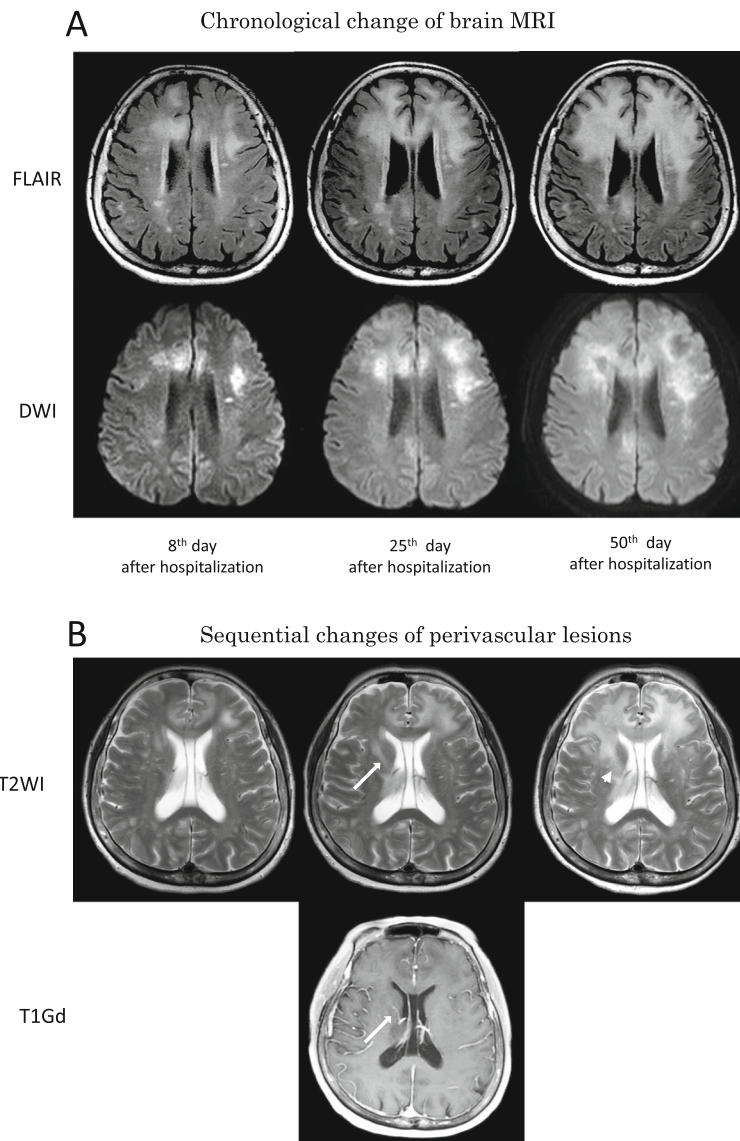 A
Chronological change of brain MRI
FLAIR
DWI
8th day
after hospitalization
25th day
after hospitalization
50th day
after hospitalization
B
Sequential changes of perivascular lesions
T2WI
T1Gd